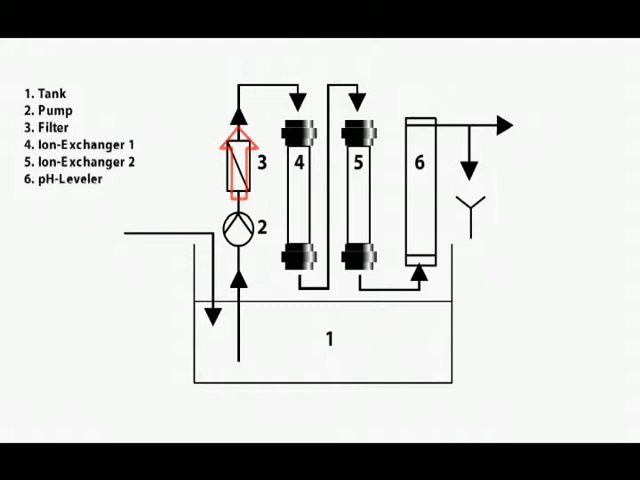 1. Tank
2. Pump
3. Filter
4. Ion-Exchanger 1
5. Ion-Exchanger 2
6. pH-Leveler
3
4
5
6
2
1